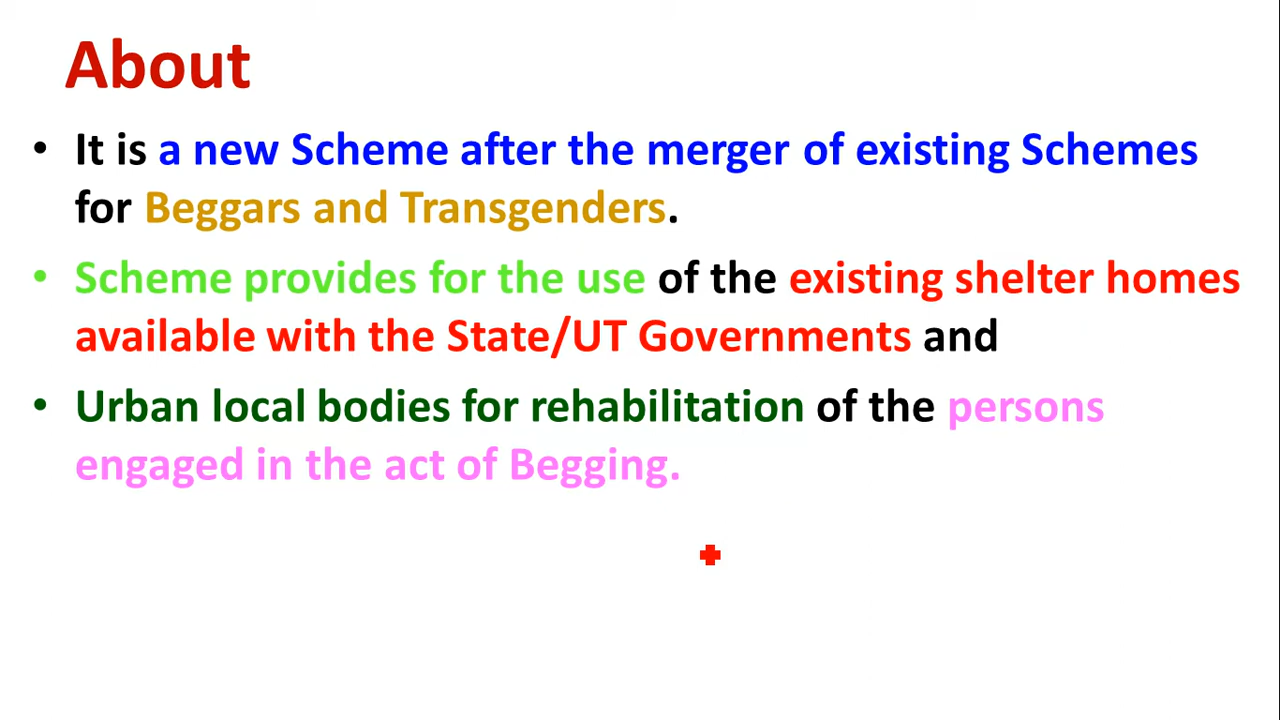 About
• It is a new Scheme after the merger of existing Schemes
for Beggars and Transgenders.
• Scheme provides for the use of the existing shelter homes
available with the State/UT Governments and
• Urban local bodies for rehabilitation of the persons
engaged in the act of Begging.